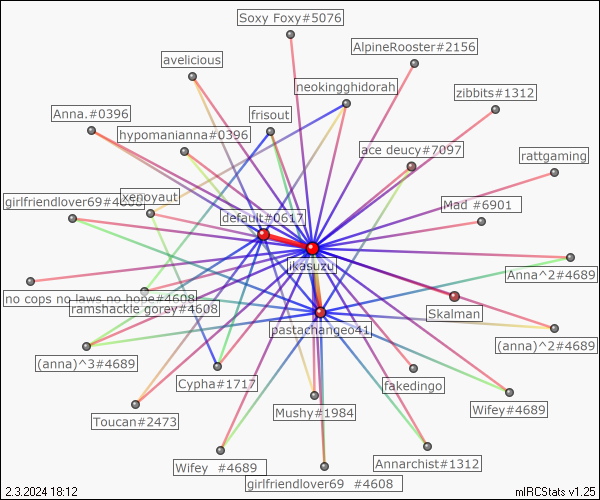 Soxy Foxy#5076
AlpineRooster#2156
avelicious
neokingghidorah
zibbits#1312
Anna.#0396
frisout
hypomanianna#0396
ace deucy#7097
rattgaming
xenoyaut
girlfriendlover69#4608
Mad #6901
default#0617
ikasuzu
Anna^2#4689
no cops no laws no hope#4608
ramshackle gorey#4608
Skalman
pastachangeo41
(anna)^2#4689
(anna)^3#4689
Cypha#1717
fakedingo
Mushy#1984
Wifey#4689
Toucan#2473
Wifey #4689
Annarchist#1312
girlfriendlover69 #4608
2.3.2024 18:12
mIRCStats v1.25